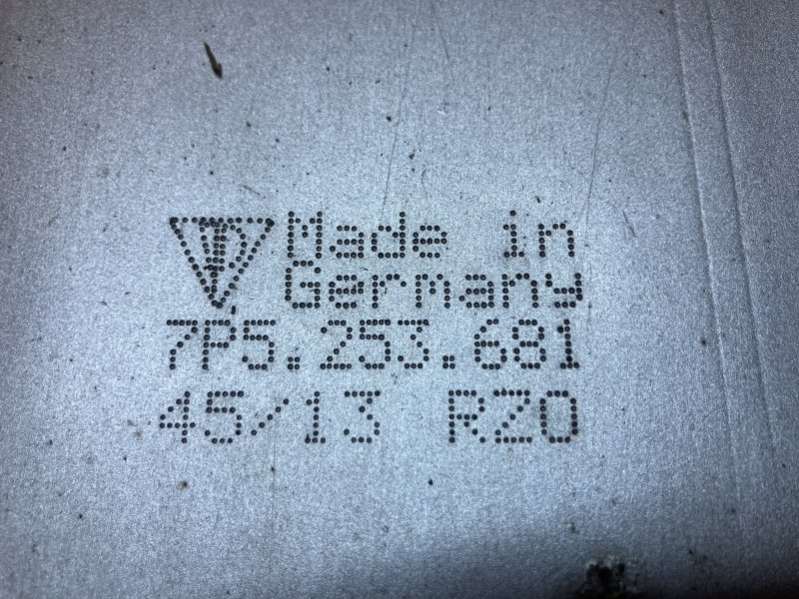 Made in
Germany
7P5.253.681
45/13 RZO